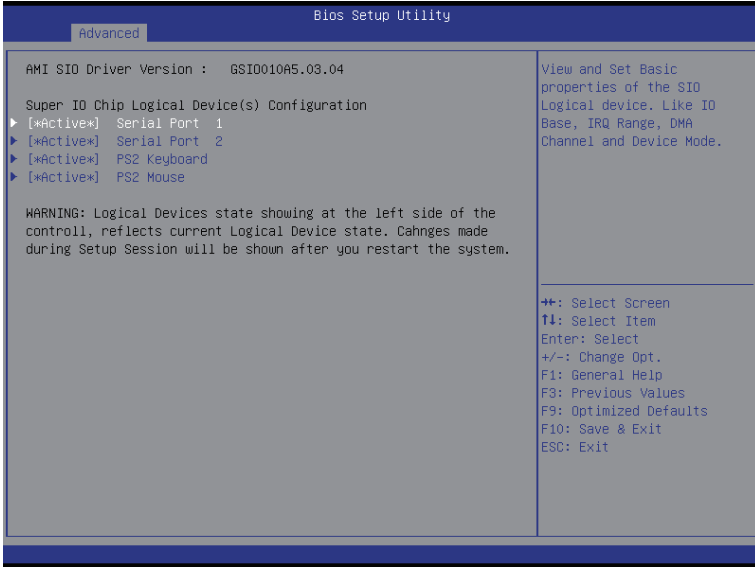 Bios Setup Utility
Advanced
AMI SIO Driver Version :   GSIO010A5.03.04
Super IO Chip Logical Device(s) Configuration
[*Active*]   Serial Port  1
[*Active*]   Serial Port  2
[*Active*]   PS2 Keyboard
[*Active*]   PS2 Mouse
WARNING: Logical Devices state showing at the left side of the
controll, reflects current Logical Device state. Cahnges made
during Setup Session will be shown after you restart the system.
View and Set Basic
properties of the SIO
Logical device. Like IO
Base, IRQ Range, DMA
Channel and Device Mode.
→←: Select Screen
↑↓: Select Item
Enter: Select
+/-: Change Opt.
F1: General Help
F3: Previous Values
F9: Optimized Defaults
F10: Save & Exit
ESC: Exit